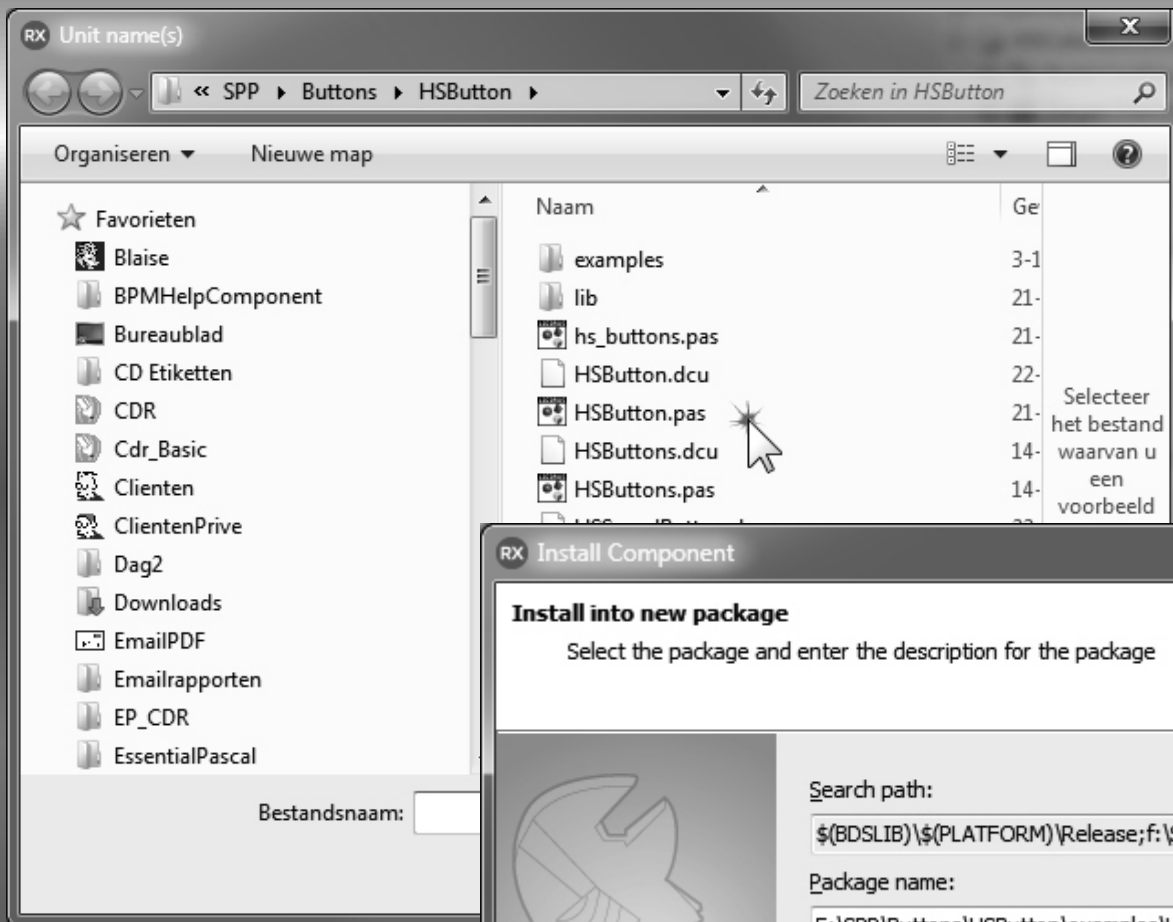 RX Unit name(s)
X
« SPP ▸ Buttons ▸ HSButton ▸
Zoeken in HSButton
Organiseren ▾ Nieuwe map
?
Favorieten
Blaise
BPMHelpComponent
Bureaublad
CD Etiketten
CDR
Cdr_Basic
Clienten
ClientenPrive
Dag2
Downloads
EmailPDF
Emailrapporten
EP_CDR
EssentialPascal
Naam Ge
examples 3-1
lib 21-
hs_buttons.pas 21-
HSButton.dcu 22-
HSButton.pas 21-
HSButtons.dcu 14-
HSButtons.pas 14-
Selecteer
het bestand
waarvan u
een
voorbeeld
Bestandsnaam:
RX Install Component
Install into new package
Select the package and enter the description for the package
Search path:
$(BDSLIB)\$(PLATFORM)\Release;f:\
Package name: